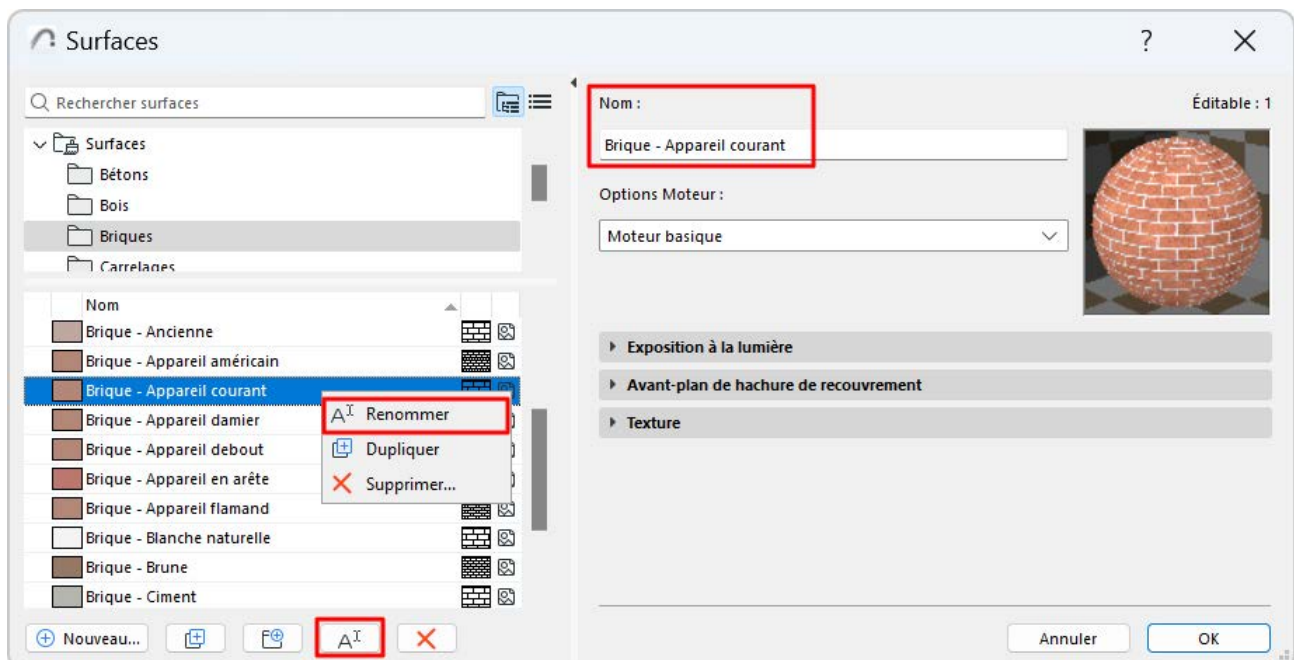 Surfaces
?
Rechercher surfaces
Surfaces
Bétons
Bois
Briques
Carrelages
Nom
Brique - Ancienne
Brique - Appareil américain
Brique - Appareil courant
Brique - Appareil damier
Brique - Appareil debout
Brique - Appareil en arête
Brique - Appareil flamand
Brique - Blanche naturelle
Brique - Brune
Brique - Ciment
Renommer
Dupliquer
Supprimer...
Nouveau...
Nom :
Éditable : 1
Brique - Appareil courant
Options Moteur :
Moteur basique
Exposition à la lumière
Avant-plan de hachure de recouvrement
Texture
Annuler
OK